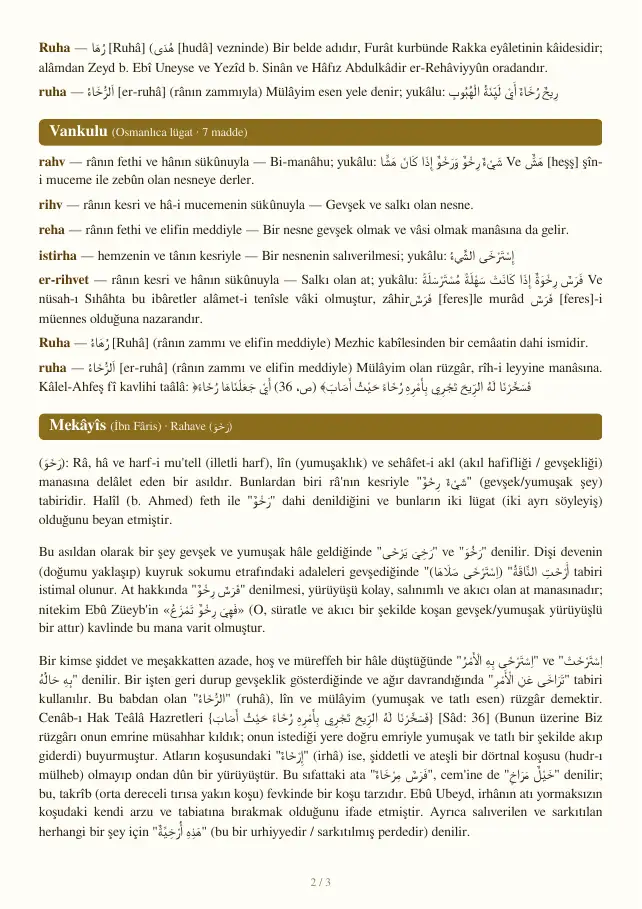 Ruha — رُهَا [Ruhâ] (هُدَى [hudâ] vezninde) Bir belde adıdır, Furât kurbünde Rakka eyâletinin kâidesidir;
alâmdan Zeyd b. Ebî Uneyse ve Yezîd b. Sinân ve Hâfız Abdulkâdir er-Rehâviyyûn oradandır.
ruha — اَلرُّخَاءُ [er-ruhâ] (rânın zammıyla) Mülâyim esen yele denir; yukâlu: رِيحٌ رُخَاءٌ أَيْ لَيِّنَةُ الْهُبُوبِ
Vankulu (Osmanlıca lügat · 7 madde)
rahv — rânın fethi ve hânın sükûnuyla — Bi-manâhu; yukâlu: شَيْءٌ رِخْوٌ وَرَخْوٌ إِذَا كَانَ هَشًّا Ve هَشٌّ [heşş] şîn-
i muceme ile zebûn olan nesneye derler.
rihv — rânın kesri ve hâ-i mucemenin sükûnuyla — Gevşek ve salkı olan nesne.
reha — rânın fethi ve elifin meddiyle — Bir nesne gevşek olmak ve vâsi olmak manâsına da gelir.
istirha — hemzenin ve tânın kesriyle — Bir nesnenin salıverilmesi; yukâlu: إِسْتَرْخَى الشَّيْءُ
er-rihvet — rânın kesri ve hânın sükûnuyla — Salkı olan at; yukâlu: فَرَسٌ رِخْوَةٌ إِذَا كَانَتْ سَهْلَةً مُسْتَرْسَلَةً Ve
nüsah-ı Sıhâhta bu ibâretler alâmet-i tenîsle vâki olmuştur, zâhir فَرَسٌ [feres]le murâd فَرَسٌ [feres]-i
müennes olduğuna nazarandır.
Ruha — رُهَاءُ [Ruhâ] (rânın zammı ve elifin meddiyle) Mezhic kabîlesinden bir cemâatin dahi ismidir.
ruha — اَلرُّخَاءُ [er-ruhâ] (rânın zammı ve elifin meddiyle) Mülâyim olan rüzgâr, rîh-i leyyine manâsına.
Kâlel-Ahfeş fî kavlihi taâlâ: ﴿فَسَخَّرْنَا لَهُ الرِّيحَ تَجْرِي بِأَمْرِهِ رُخَاءً حَيْثُ أَصَابَ﴾ (ص، 36) أَيْ جَعَلْنَاهَا رُخَاءً
Mekâyîs (İbn Fâris) · Rahave (رَخَوَ)
(رَخَوَ): Râ, hâ ve harf-i mu'tell (illetli harf), lîn (yumuşaklık) ve sehâfet-i akl (akıl hafifliği / gevşekliği)
manasına delâlet eden bir asıldır. Bunlardan biri râ'nın kesriyle "شَيْءٌ رِخْوٌ" (gevşek/yumuşak şey)
tabiridir. Halîl (b. Ahmed) feth ile "رَخْوٌ" dahi denildiğini ve bunların iki lügat (iki ayrı söyleyiş)
olduğunu beyan etmiştir.
Bu asıldan olarak bir şey gevşek ve yumuşak hâle geldiğinde "رَخِيَ يَرْخَى" ve "رَخُوَ" denilir. Dişi devenin
(doğumu yaklaşıp) kuyruk sokumu etrafındaki adaleleri gevşediğinde "أَرْخَتِ النَّاقَةُ" (اِسْتَرْخَى صَلَاهَا) tabiri
istimal olunur. At hakkında "فَرَسٌ رِخْوٌ" denilmesi, yürüyüşü kolay, salınımlı ve akıcı olan at manasınadır;
nitekim Ebû Züeyb'in «فَهِيَ رِخْوٌ تَمْزَعُ» (O, süratle ve akıcı bir şekilde koşan gevşek/yumuşak yürüyüşlü
bir attır) kavlinde bu mana varit olmuştur.
Bir kimse şiddet ve meşakkatten azade, hoş ve müreffeh bir hâle düştüğünde "اِسْتَرْخَى بِهِ الْأَمْرُ" ve "اِسْتَرْخَتْ
بِهِ حَالُهُ" denilir. Bir işten geri durup gevşeklik gösterdiğinde ve ağır davrandığında "تَرَاخَى عَنِ الْأَمْرِ" tabiri
kullanılır. Bu babdan olan "الرُّخَاءُ" (ruhâ), lîn ve mülâyim (yumuşak ve tatlı esen) rüzgâr demektir.
Cenâb-ı Hak Teâlâ Hazretleri {فَسَخَّرْنَا لَهُ الرِّيحَ تَجْرِي بِأَمْرِهِ رُخَاءً حَيْثُ أَصَابَ} [Sâd: 36] (Bunun üzerine Biz
rüzgârı onun emrine müsahhar kıldık; onun istediği yere doğru emriyle yumuşak ve tatlı bir şekilde akıp
giderdi) buyurmuştur. Atların koşusundaki "إِرْخَاءٌ" (irhâ) ise, şiddetli ve ateşli bir dörtnal koşusu (hudr-ı
mülheb) olmayıp ondan dûn bir yürüyüştür. Bu sıfattaki ata "فَرَسٌ مِرْخَاءٌ", cem'ine de "خَيْلٌ مَرَاخٍ" denilir;
bu, takrîb (orta dereceli tırısa yakın koşu) fevkinde bir koşu tarzıdır. Ebû Ubeyd, irhânın atı yormaksızın
koşudaki kendi arzu ve tabiatına bırakmak olduğunu ifade etmiştir. Ayrıca salıverilen ve sarkıtılan
herhangi bir şey için "هَذِهِ أُرْخِيَّةٌ" (bu bir urhiyyedir / sarkıtılmış perdedir) denilir.
2 / 3